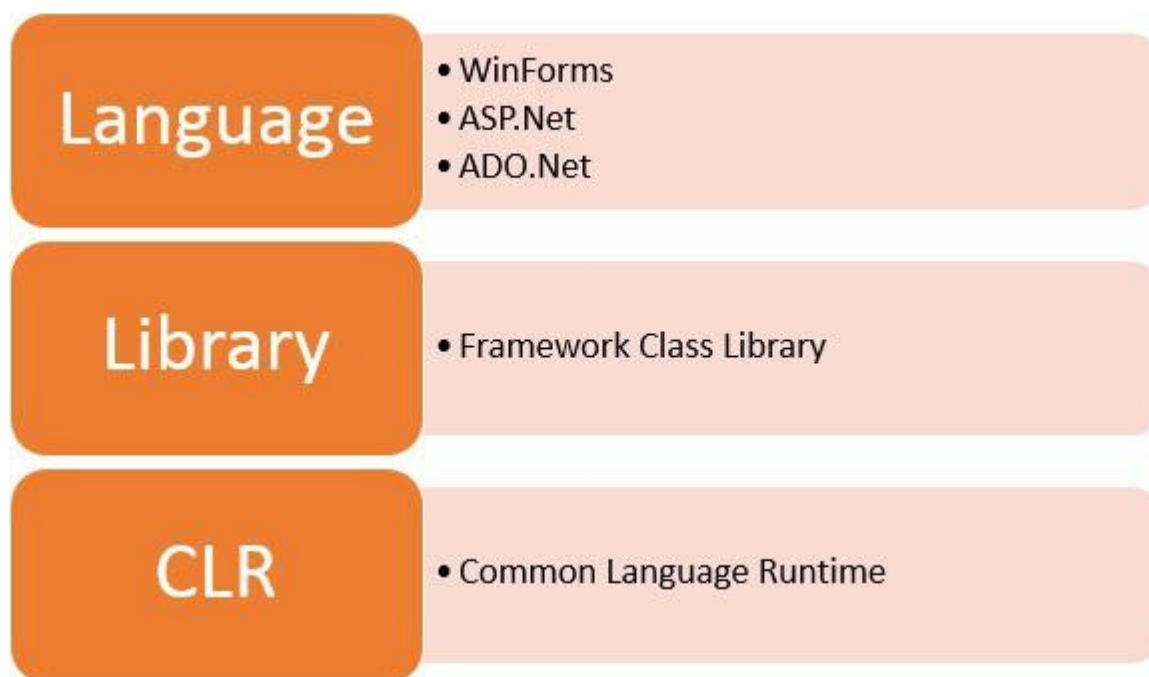 Language
• WinForms
• ASP.Net
• ADO.Net
Library
• Framework Class Library
CLR
• Common Language Runtime